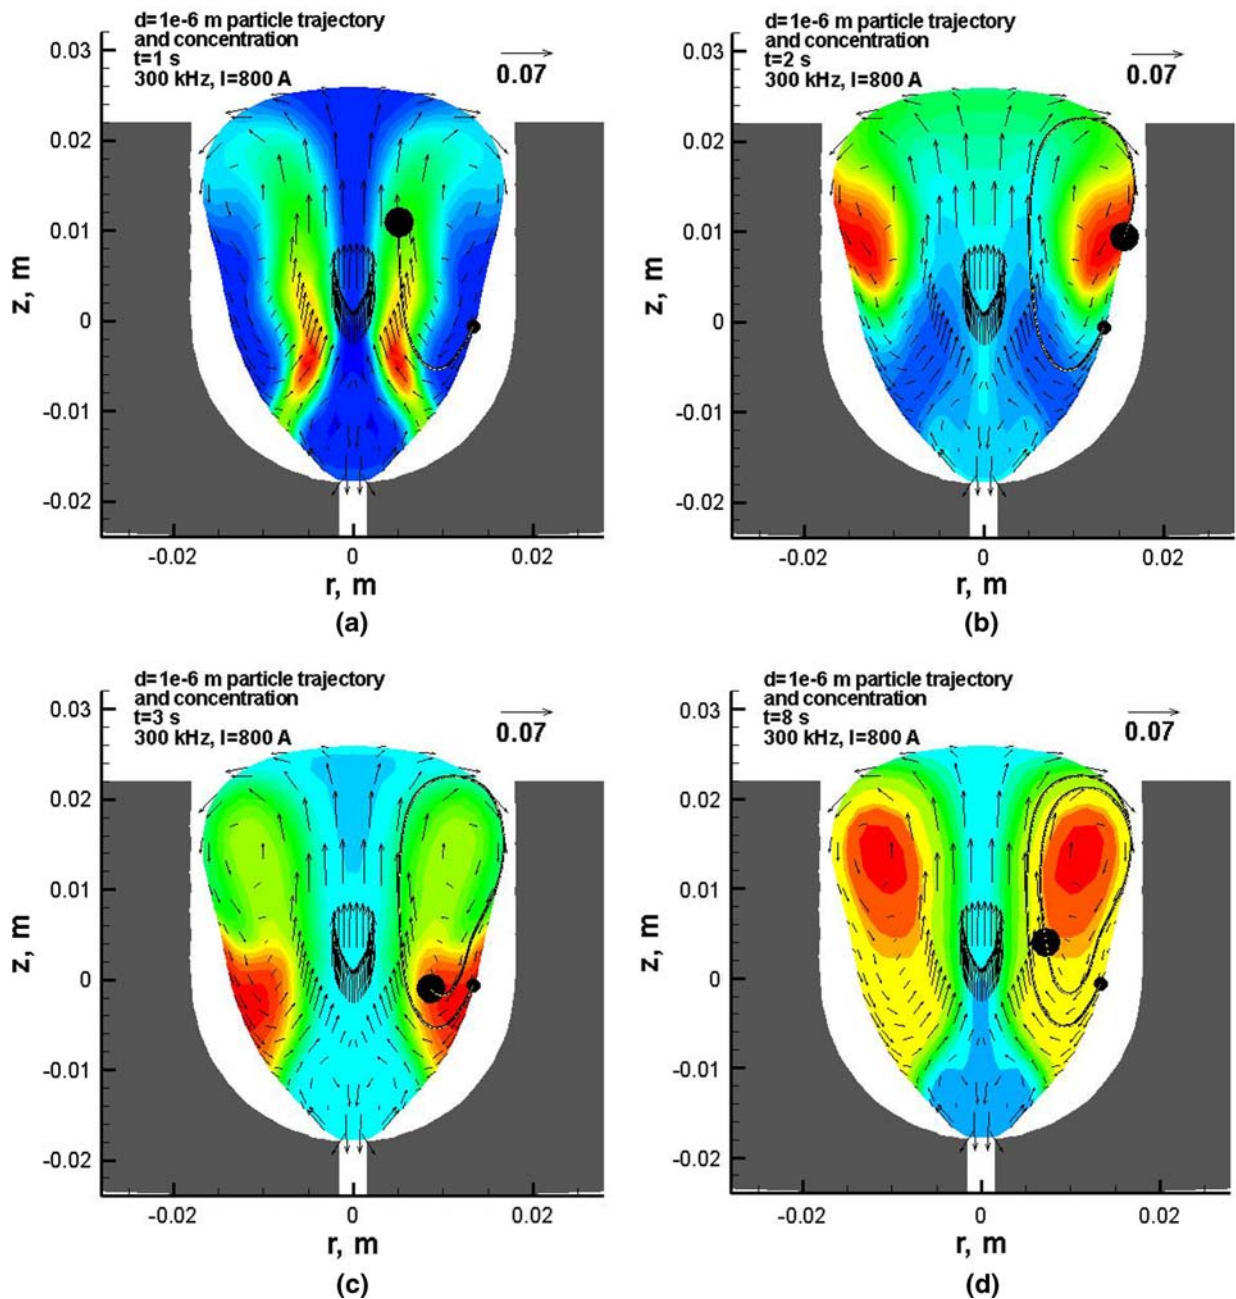 d=1e-6 m particle trajectory
and concentration
t=1 s
300 kHz, I=800 A
0.07
0.03
0.02
0.01
0
-0.01
-0.02
z, m
-0.02 0 0.02
r, m
(a)
d=1e-6 m particle trajectory
and concentration
t=2 s
300 kHz, I=800 A
0.07
0.03
0.02
0.01
0
-0.01
-0.02
z, m
-0.02 0 0.02
r, m
(b)
d=1e-6 m particle trajectory
and concentration
t=3 s
300 kHz, I=800 A
0.07
0.03
0.02
0.01
0
-0.01
-0.02
z, m
-0.02 0 0.02
r, m
(c)
d=1e-6 m particle trajectory
and concentration
t=8 s
300 kHz, I=800 A
0.07
0.03
0.02
0.01
0
-0.01
-0.02
z, m
-0.02 0 0.02
r, m
(d)